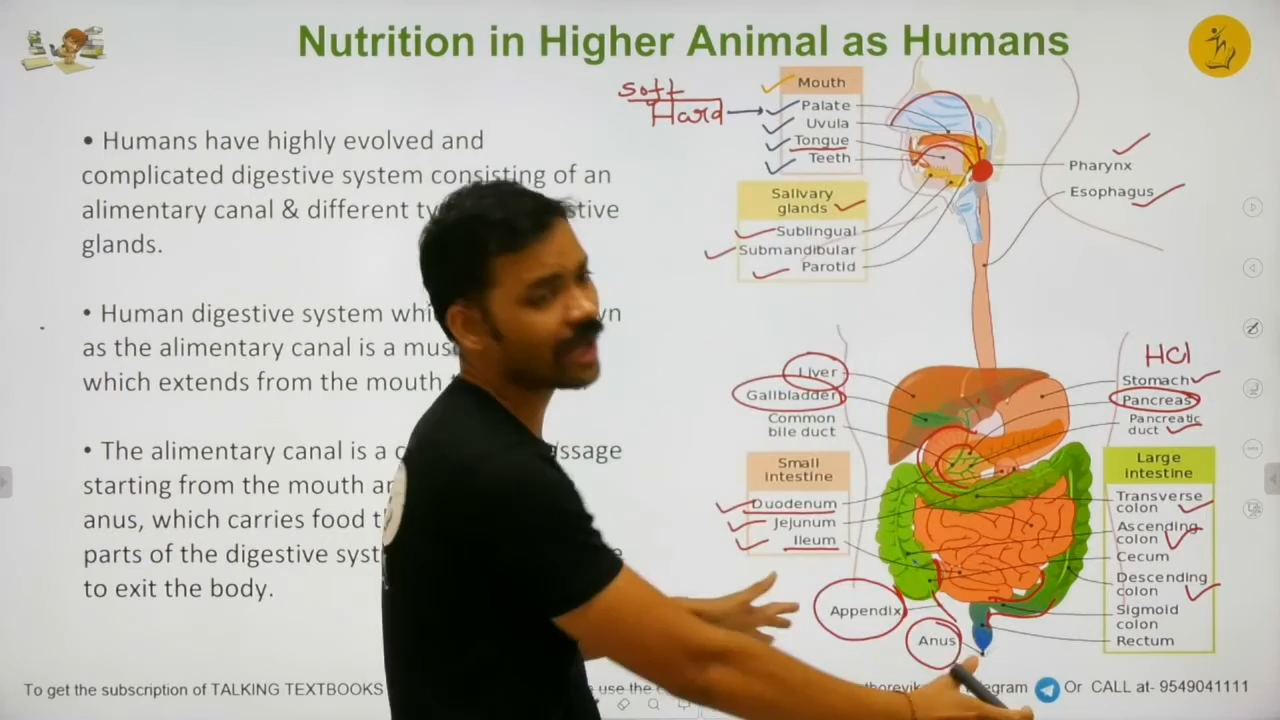 Nutrition in Higher Animal as Humans
• Humans have highly evolved and
complicated digestive system consisting of an
alimentary canal & different
glands.
• Human digestive system
as the alimentary canal is a
which extends from the mouth
• The alimentary canal is a
starting from the mouth
anus, which carries food
parts of the digestive
to exit the body.
Soft
Hard
Mouth
Palate
Uvula
Tongue
Teeth
Salivary
glands
Sublingual
Submandibular
Parotid
Pharynx
Esophagus
Liver
Gallbladder
Common
bile duct
Small
intestine
Duodenum
Jejunum
Ileum
Appendix
Anus
HCl
Stomach
Pancreas
Pancreatic
duct
Large
intestine
Transverse
colon
Ascending
colon
Cecum
Descending
colon
Sigmoid
colon
Rectum
To get the subscription of TALKING TEXTBOOKS
use the
Or CALL at- 9549041111